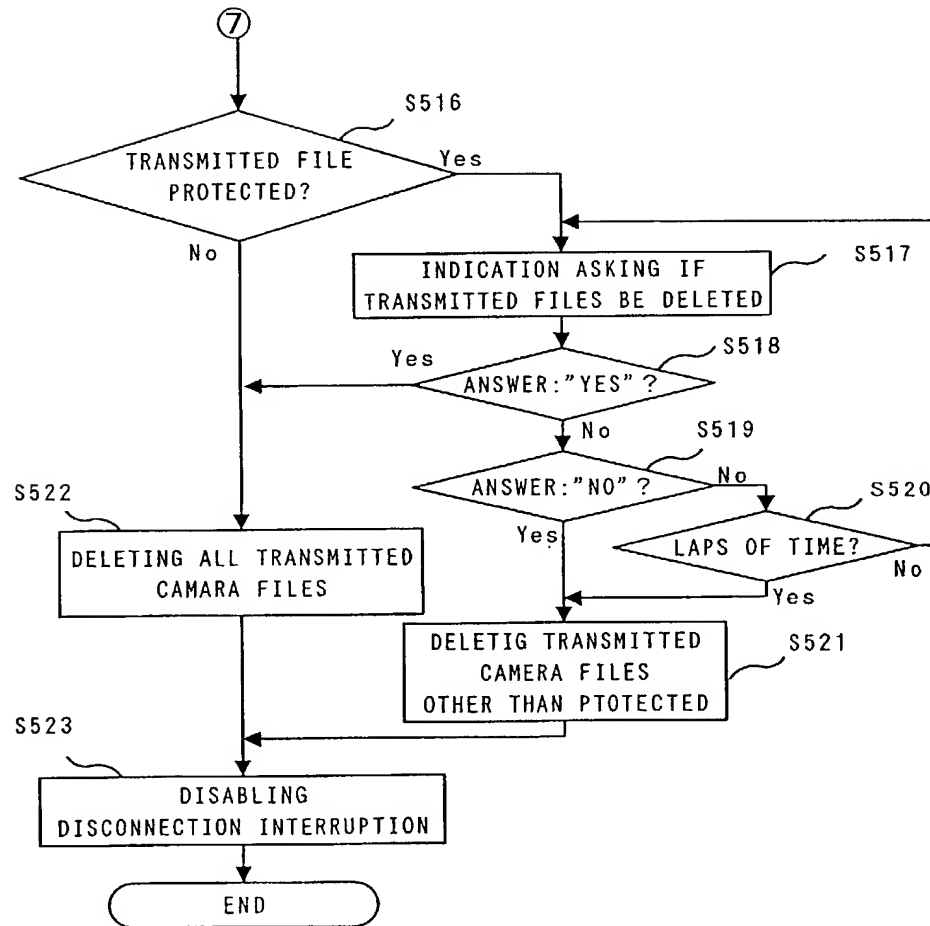 ⑦
S516
TRANSMITTED FILE
PROTECTED?
Yes
No
S517
INDICATION ASKING IF
TRANSMITTED FILES BE DELETED
S518
Yes
ANSWER:"YES"?
No
S519
ANSWER:"NO"?
No
Yes
S520
LAPS OF TIME?
No
Yes
S522
DELETING ALL TRANSMITTED
CAMARA FILES
S521
DELETIG TRANSMITTED
CAMERA FILES
OTHER THAN PTOTECTED
S523
DISABLING
DISCONNECTION INTERRUPTION
END